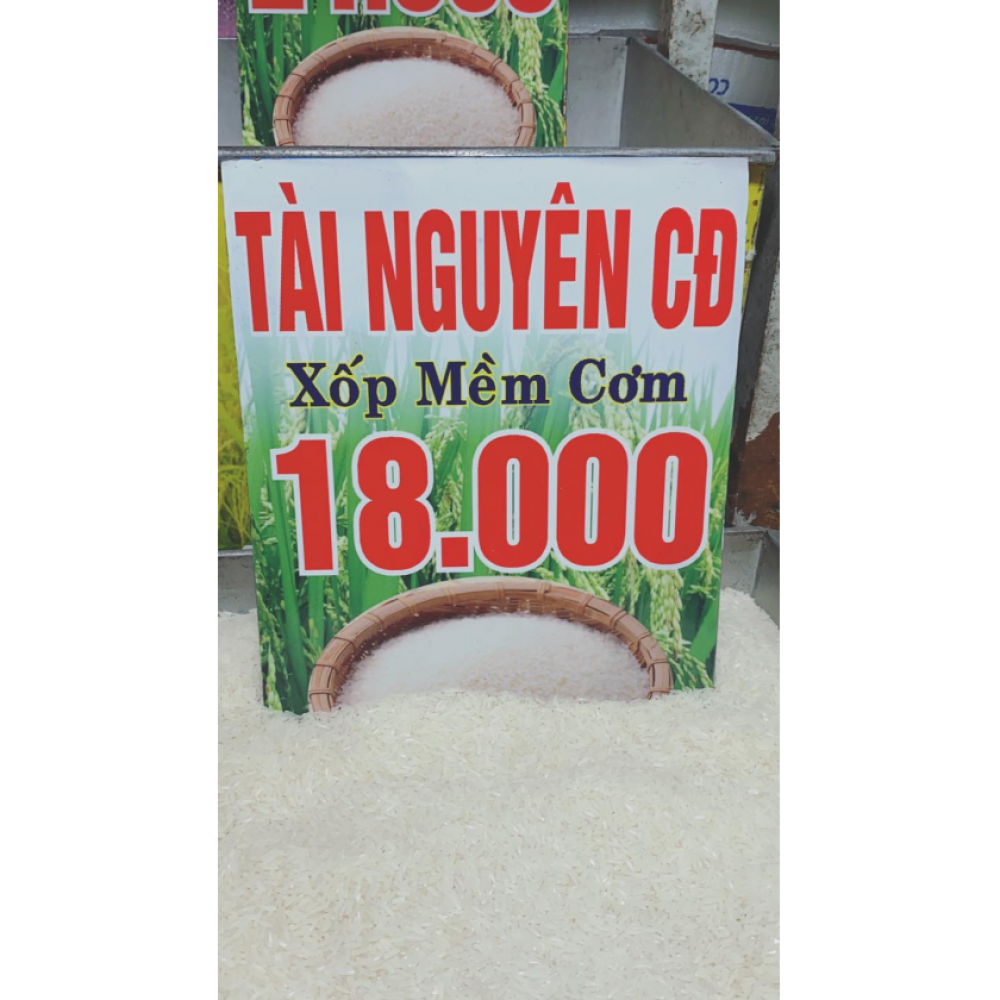 TÀI NGUYÊN CĐ
Xốp Mềm Cơm
18.000